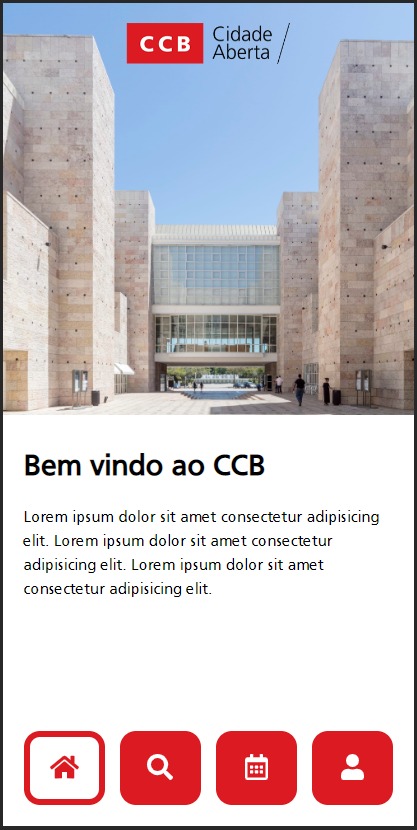 CCB Cidade
Aberta
Bem vindo ao CCB
Lorem ipsum dolor sit amet consectetur adipisicing
elit. Lorem ipsum dolor sit amet consectetur
adipisicing elit. Lorem ipsum dolor sit amet
consectetur adipisicing elit.